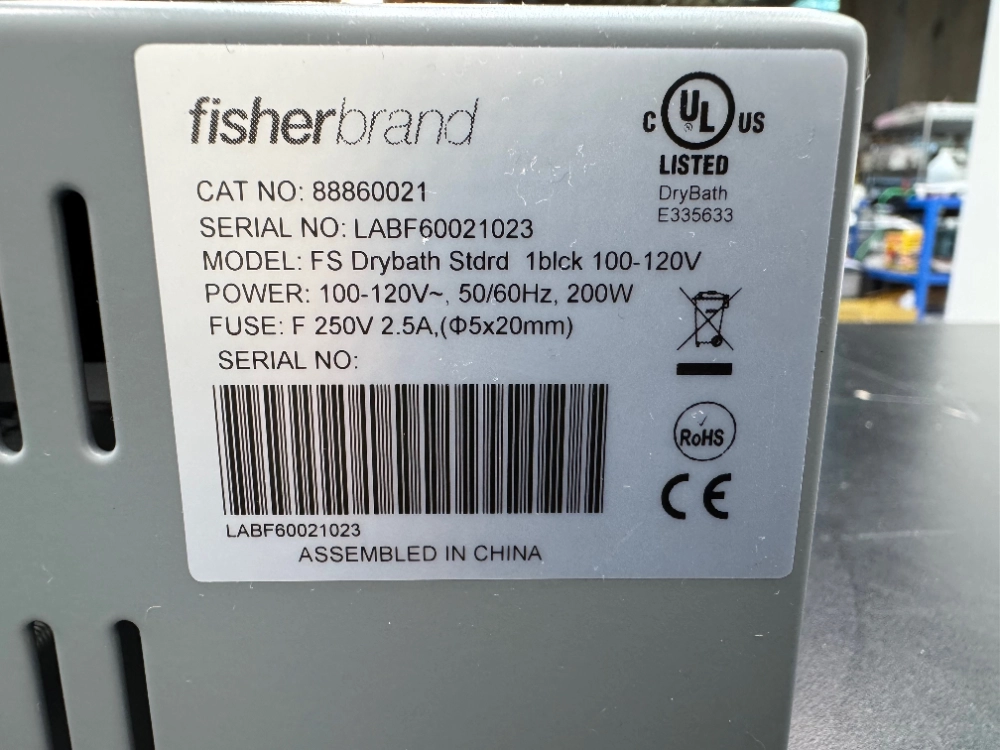 fisherbrand
CAT NO: 88860021
SERIAL NO: LABF60021023
MODEL: FS Drybath Stdrd 1blck 100-120V
POWER: 100-120V~, 50/60Hz, 200W
FUSE: F 250V 2.5A,(Φ5x20mm)
SERIAL NO:
LABF60021023
ASSEMBLED IN CHINA
C UL US
LISTED
DryBath
E335633
RoHS
CE